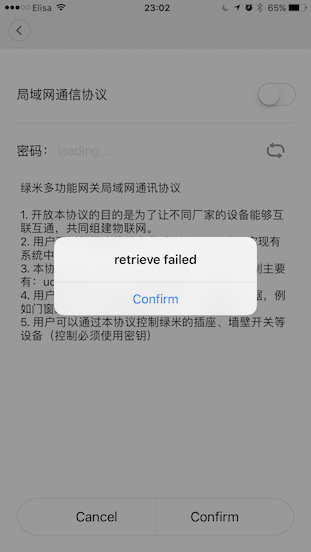 Elisa 23:02 65%
局域网通信协议
密码： loading...
绿米多功能网关局域网通讯协议
1. 开放本协议的目的是为了让不同厂家的设备能够互
联互通，共同组建物联网。
2. 用户
现有
系统中
3. 本协
主要
有：
4. 用户
据，例
如门窗
5. 用户可以通过本协议控制绿米的插座、墙壁开关等
设备（控制必须使用密钥）
retrieve failed
Confirm
Cancel Confirm